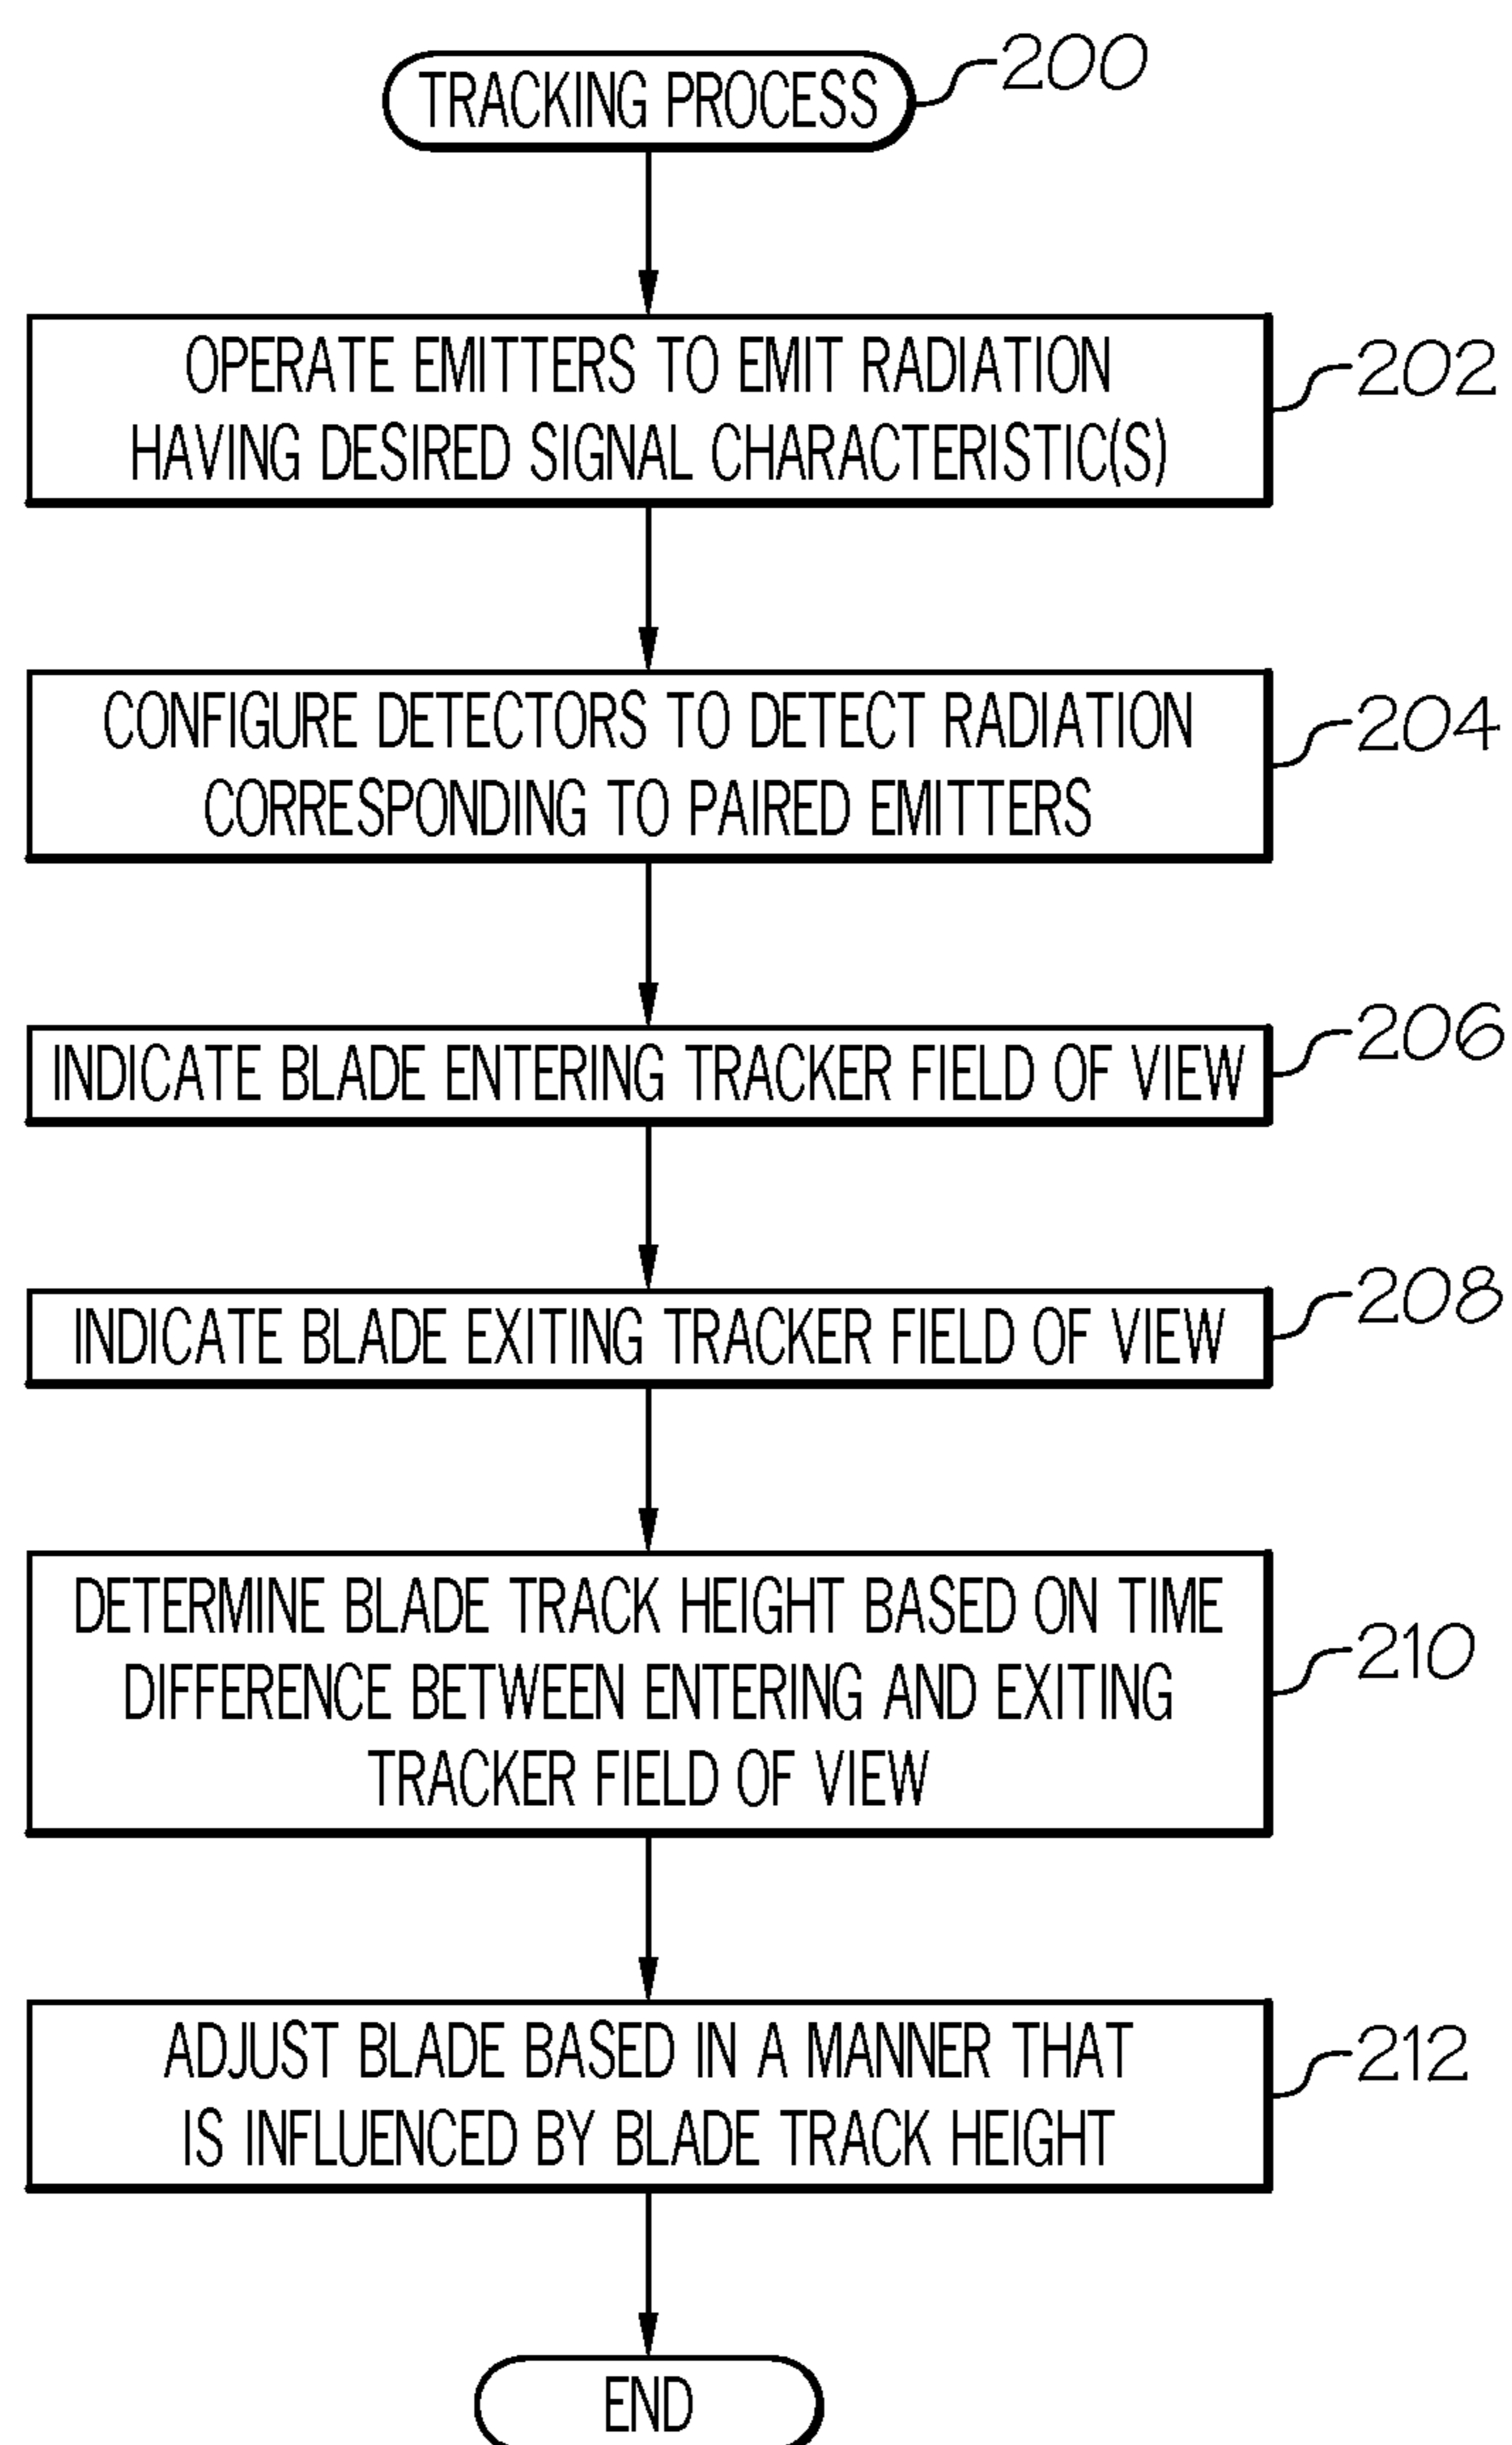 TRACKING PROCESS
200
OPERATE EMITTERS TO EMIT RADIATION
HAVING DESIRED SIGNAL CHARACTERISTIC(S)
202
CONFIGURE DETECTORS TO DETECT RADIATION
CORRESPONDING TO PAIRED EMITTERS
204
INDICATE BLADE ENTERING TRACKER FIELD OF VIEW
206
INDICATE BLADE EXITING TRACKER FIELD OF VIEW
208
DETERMINE BLADE TRACK HEIGHT BASED ON TIME
DIFFERENCE BETWEEN ENTERING AND EXITING
TRACKER FIELD OF VIEW
210
ADJUST BLADE BASED IN A MANNER THAT
IS INFLUENCED BY BLADE TRACK HEIGHT
212
END